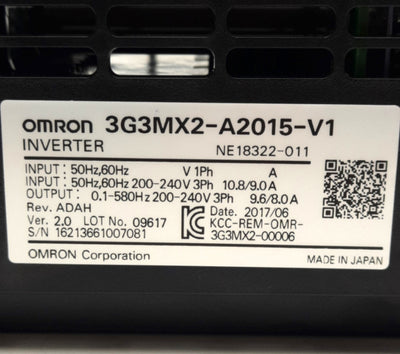 omron 3G3MX2-A2015-V1
INVERTER NE18322-011
INPUT: 50Hz,60Hz V 1Ph A
INPUT: 50Hz,60Hz 200-240V 3Ph 10.8/9.0A
OUTPUT: 0.1-580Hz 200-240V 3Ph 9.6/8.0A
Rev. ADAH 2017/06
Ver. 2.0 LOT No. 09617 KCC-REM-OMR-
S/N 16213661007081 3G3MX2-00006
OMRON Corporation MADE IN JAPAN